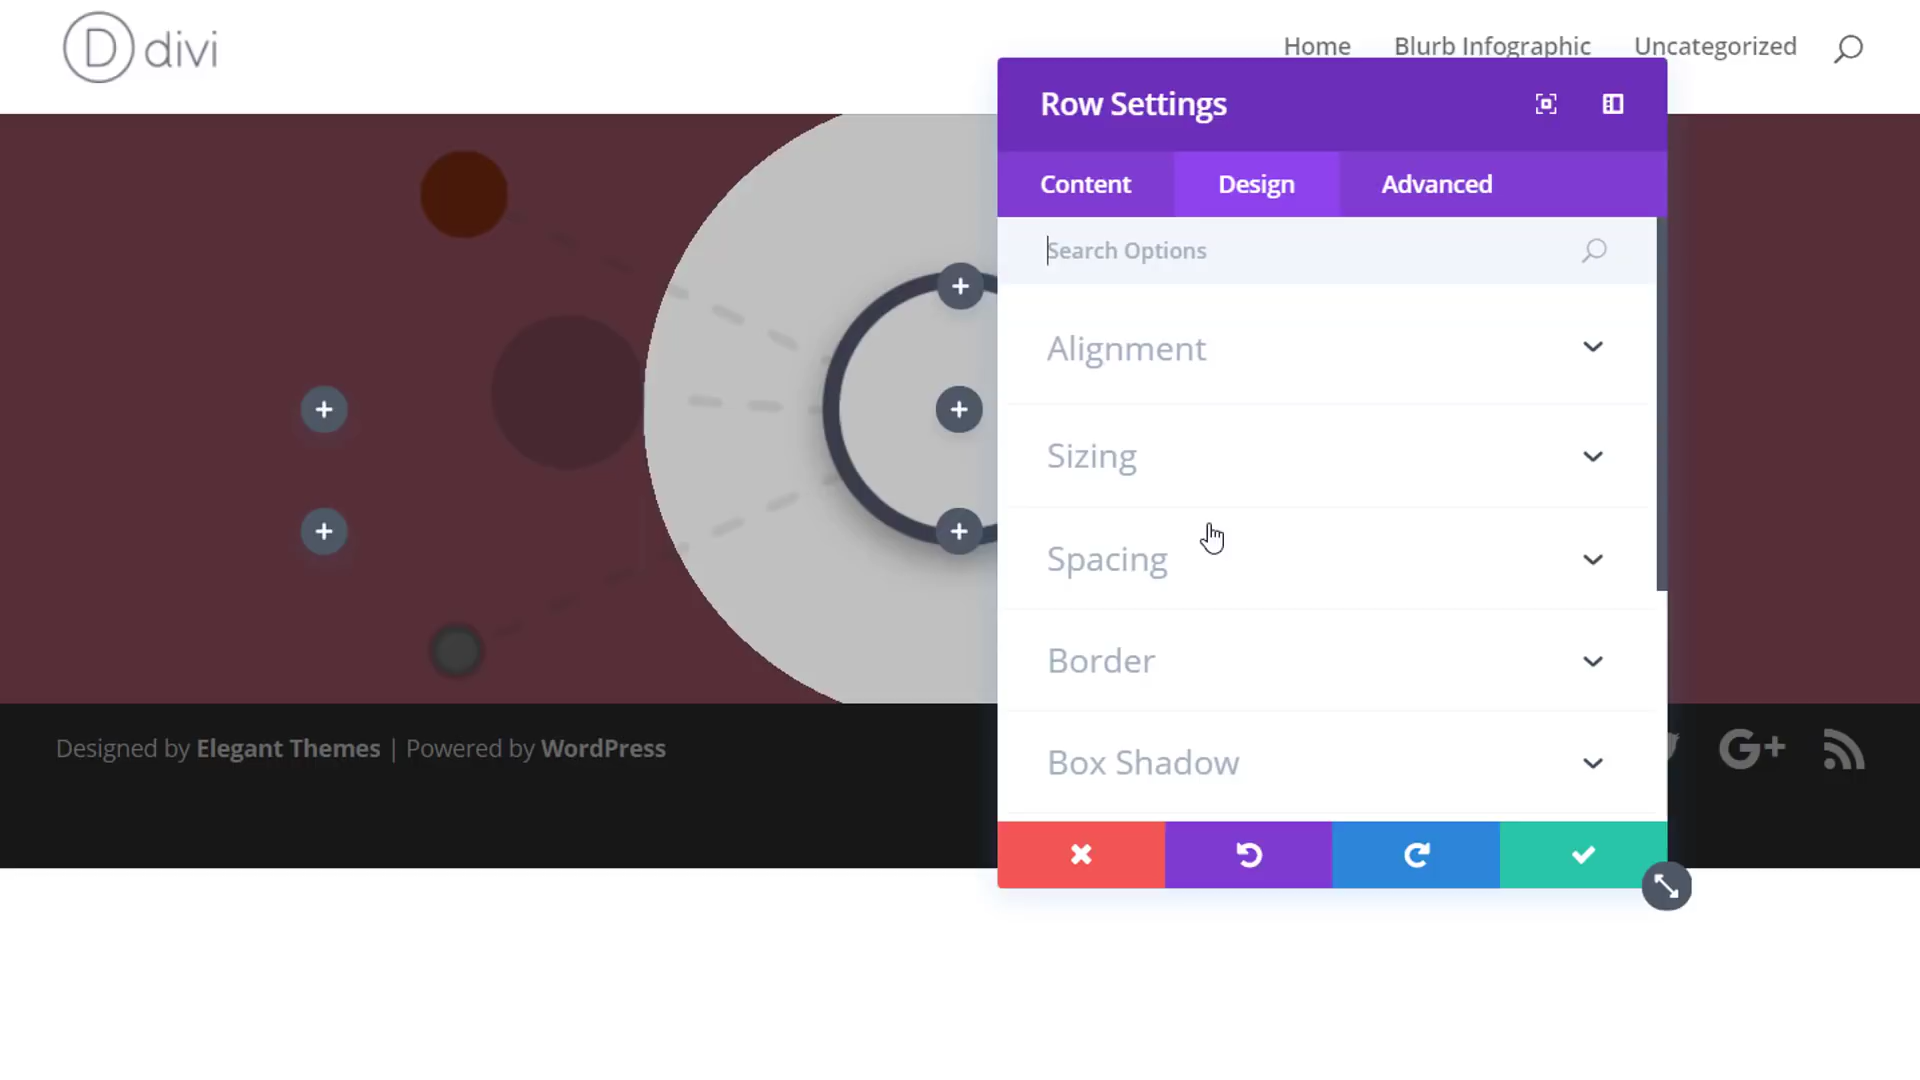 D divi
Home Blurb Infographic Uncategorized
Row Settings
Content Design Advanced
Search Options
Alignment
Sizing
Spacing
Border
Box Shadow
Designed by Elegant Themes | Powered by WordPress
G+